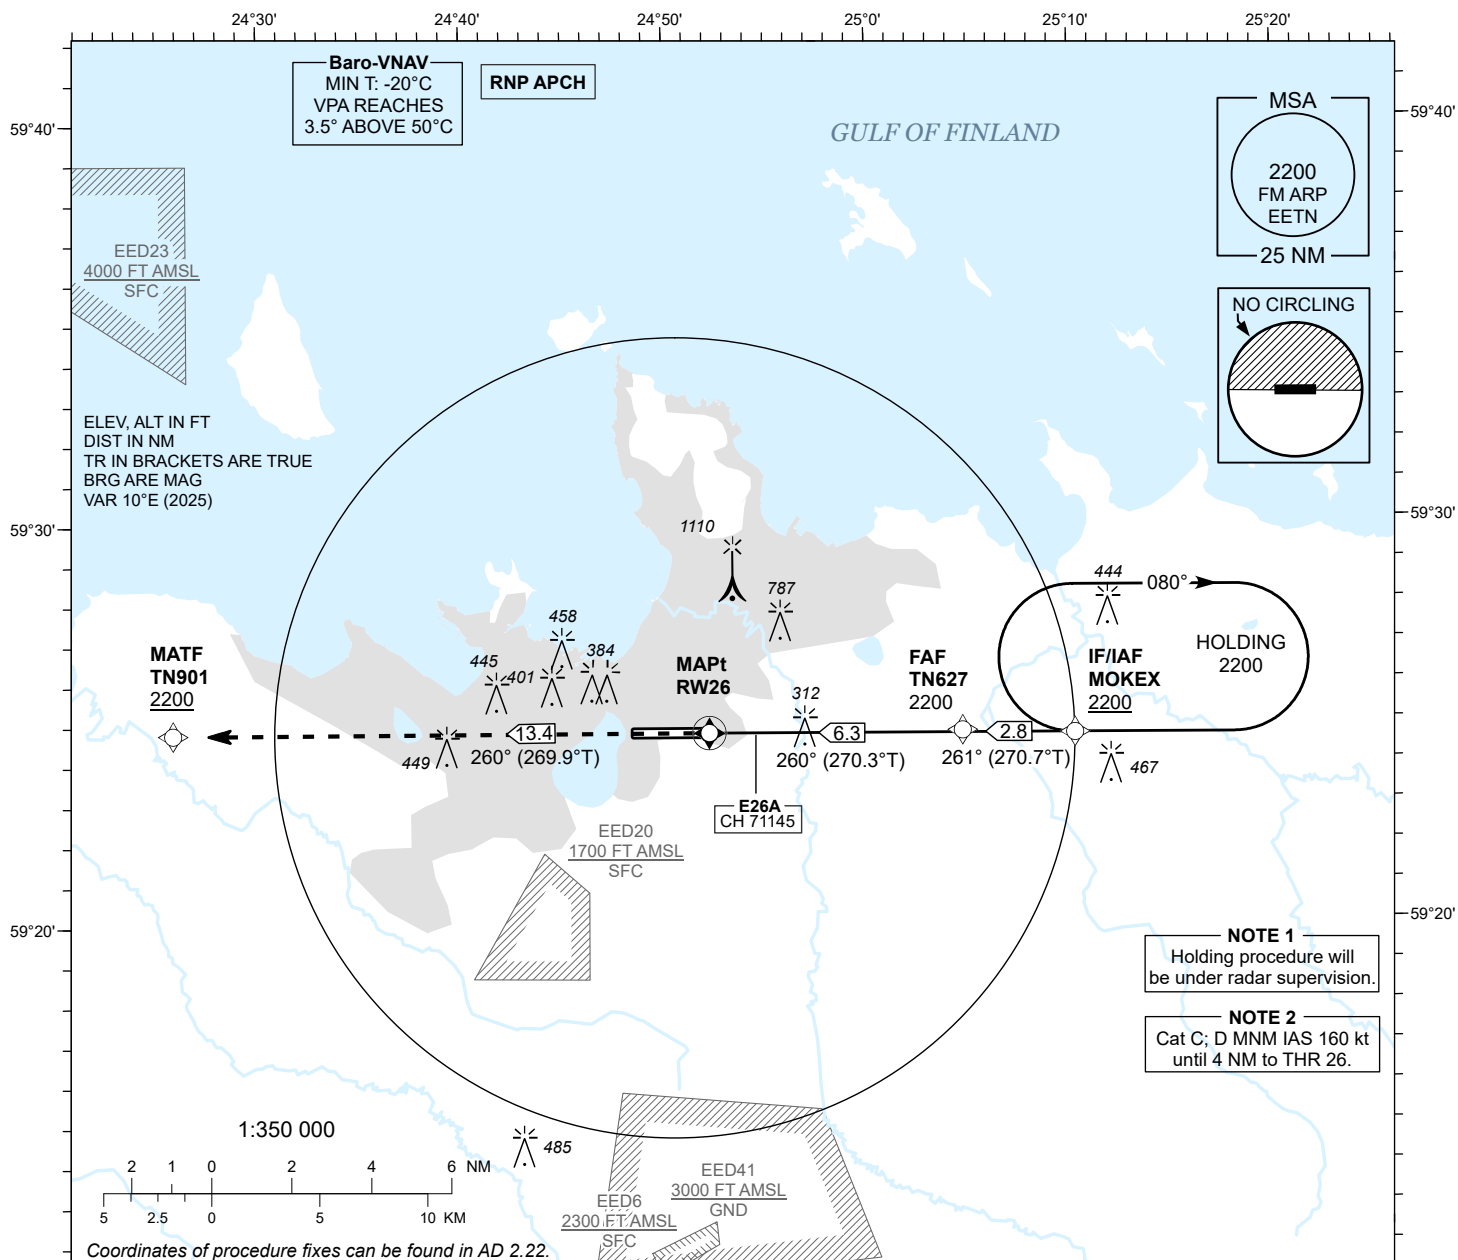 24°30'
24°40'
24°50'
25°0'
25°10'
25°20'
59°40'
59°30'
59°20'
59°40'
59°30'
59°20'
Baro-VNAV
MIN T: -20°C
VPA REACHES
3.5° ABOVE 50°C
RNP APCH
GULF OF FINLAND
MSA
2200
FM ARP
EETN
25 NM
NO CIRCLING
EED23
4000 FT AMSL
SFC
ELEV, ALT IN FT
DIST IN NM
TR IN BRACKETS ARE TRUE
BRG ARE MAG
VAR 10°E (2025)
1110
787
444
080°
HOLDING
2200
458
445
401
384
MATF
TN901
2200
MAPt
RW26
312
FAF
TN627
2200
IF/IAF
MOKEX
2200
13.4
6.3
2.8
449
260° (269.9°T)
260° (270.3°T)
261° (270.7°T)
467
E26A
CH 71145
EED20
1700 FT AMSL
SFC
NOTE 1
Holding procedure will
be under radar supervision.
NOTE 2
Cat C; D MNM IAS 160 kt
until 4 NM to THR 26.
1:350 000
2 1 0 2 4 6 NM
5 2.5 0 5 10 KM
485
EED41
3000 FT AMSL
GND
EED6
2300 FT AMSL
SFC
Coordinates of procedure fixes can be found in AD 2.22.